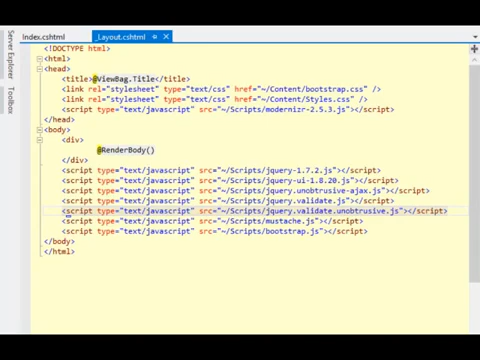 Index.cshtml
_Layout.cshtml
Server Explorer
Toolbox
<!DOCTYPE html>
<html>
<head>
<title>@ViewBag.Title</title>
<link rel="stylesheet" type="text/css" href="~/Content/bootstrap.css" />
<link rel="stylesheet" type="text/css" href="~/Content/Styles.css" />
<script type="text/javascript" src="~/Scripts/modernizr-2.5.3.js"></script>
</head>
<body>
<div>
@RenderBody()
</div>
<script type="text/javascript" src="~/Scripts/jquery-1.7.2.js"></script>
<script type="text/javascript" src="~/Scripts/jquery-ui-1.8.20.js"></script>
<script type="text/javascript" src="~/Scripts/jquery.unobtrusive-ajax.js"></script>
<script type="text/javascript" src="~/Scripts/jquery.validate.js"></script>
<script type="text/javascript" src="~/Scripts/jquery.validate.unobtrusive.js"></script>
<script type="text/javascript" src="~/Scripts/mustache.js"></script>
<script type="text/javascript" src="~/Scripts/bootstrap.js"></script>
</body>
</html>